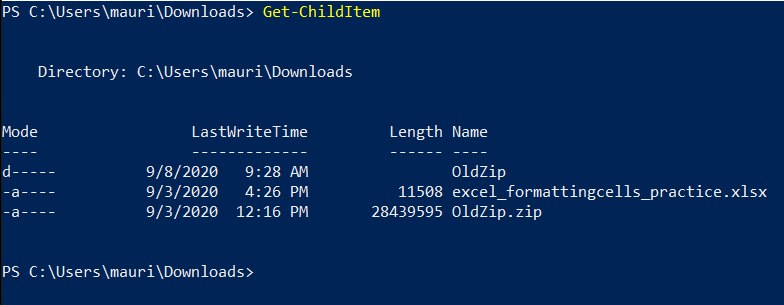 PS C:\Users\mauri\Downloads> Get-ChildItem
Directory: C:\Users\mauri\Downloads
Mode LastWriteTime Length Name
---- ------------- ------ ----
d----- 9/8/2020 9:28 AM OldZip
-a---- 9/3/2020 4:26 PM 11508 excel_formattingcells_practice.xlsx
-a---- 9/3/2020 12:16 PM 28439595 OldZip.zip
PS C:\Users\mauri\Downloads>